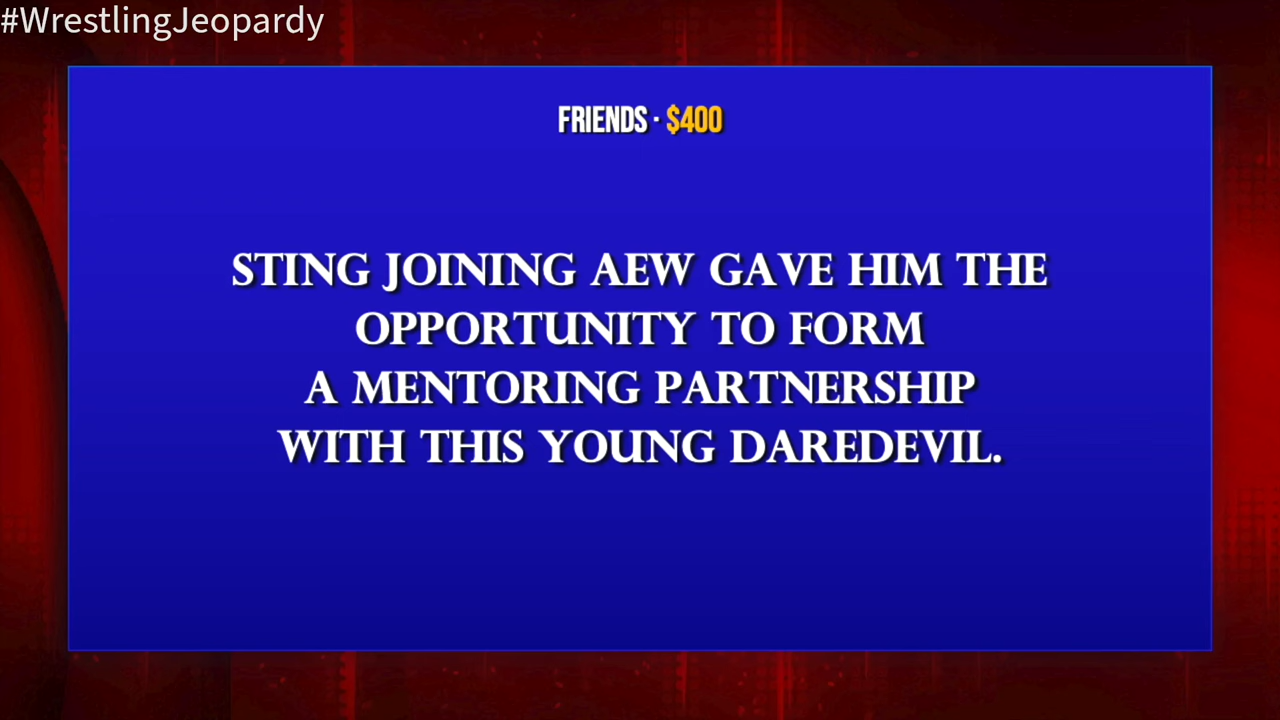 #WrestlingJeopardy
FRIENDS · $400
STING JOINING AEW GAVE HIM THE
OPPORTUNITY TO FORM
A MENTORING PARTNERSHIP
WITH THIS YOUNG DAREDEVIL.